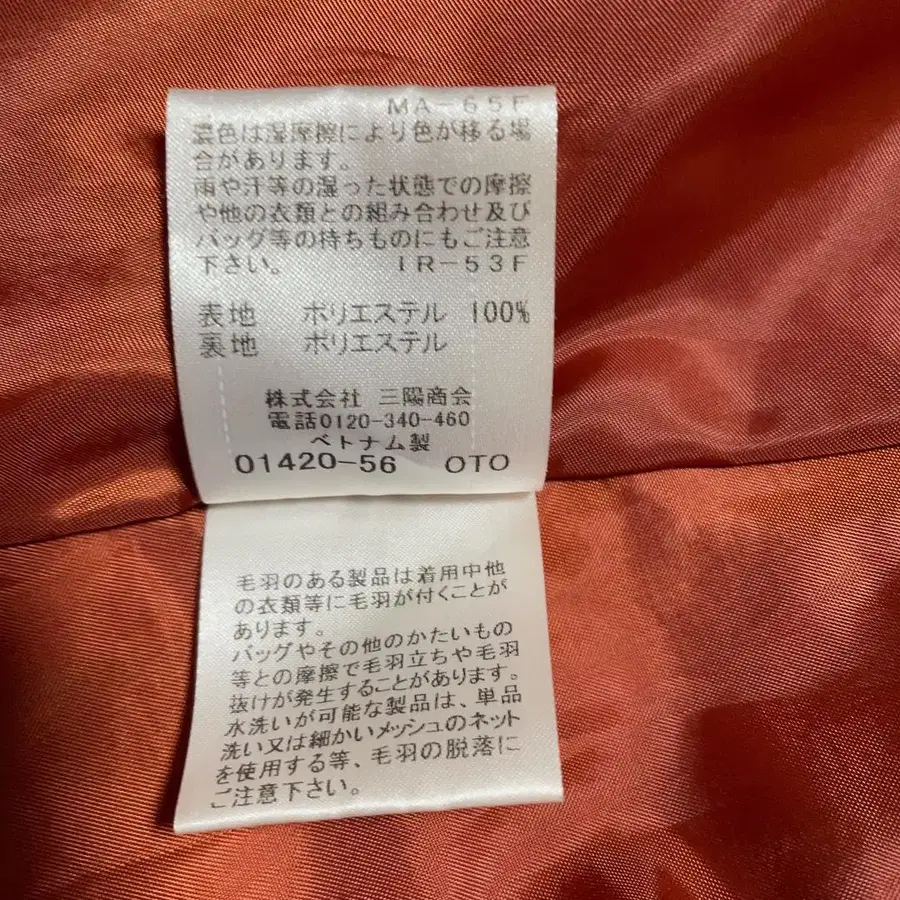 MA-65F
濃色は湿摩擦により色が移る場
合があります。
雨や汗等の湿った状態での摩擦
や他の衣類との組み合わせ及び
バッグ等の持ちものにもご注意
下さい。 IR-53F
表地 ポリエステル 100%
裏地 ポリエステル
株式会社 三陽商会
電話0120-340-460
ベトナム製
01420-56 OTO
毛羽のある製品は着用中他
の衣類等に毛羽が付くことが
あります。
バッグやその他のかたいもの
等との摩擦で毛羽立ちや毛羽
抜けが発生することがあります。
水洗いが可能な製品は、単品
洗い又は細かいメッシュのネット
を使用する等、毛羽の脱落に
ご注意下さい。